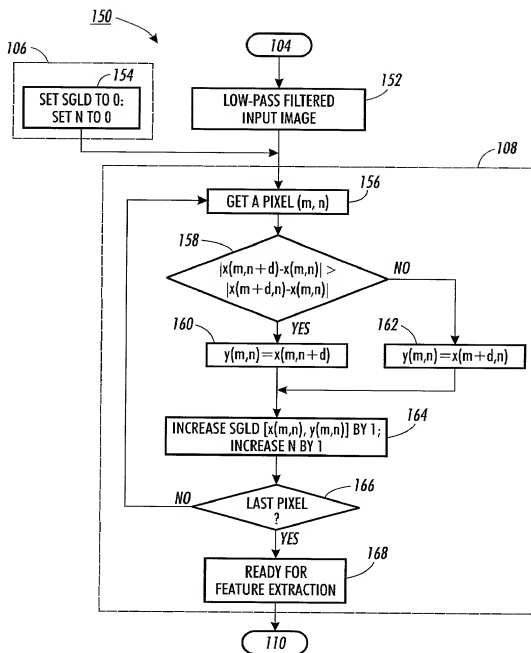 150
104
106
154
SET SGLD TO 0:
SET N TO 0
152
LOW-PASS FILTERED
INPUT IMAGE
108
156
GET A PIXEL (m, n)
158
|x(m,n+d)-x(m,n)| >
|x(m+d,n)-x(m,n)|
NO
YES
160
y(m,n)=x(m,n+d)
162
y(m,n)=x(m+d,n)
164
INCREASE SGLD [x(m,n), y(m,n)] BY 1;
INCREASE N BY 1
166
NO
LAST PIXEL
?
YES
168
READY FOR
FEATURE EXTRACTION
110